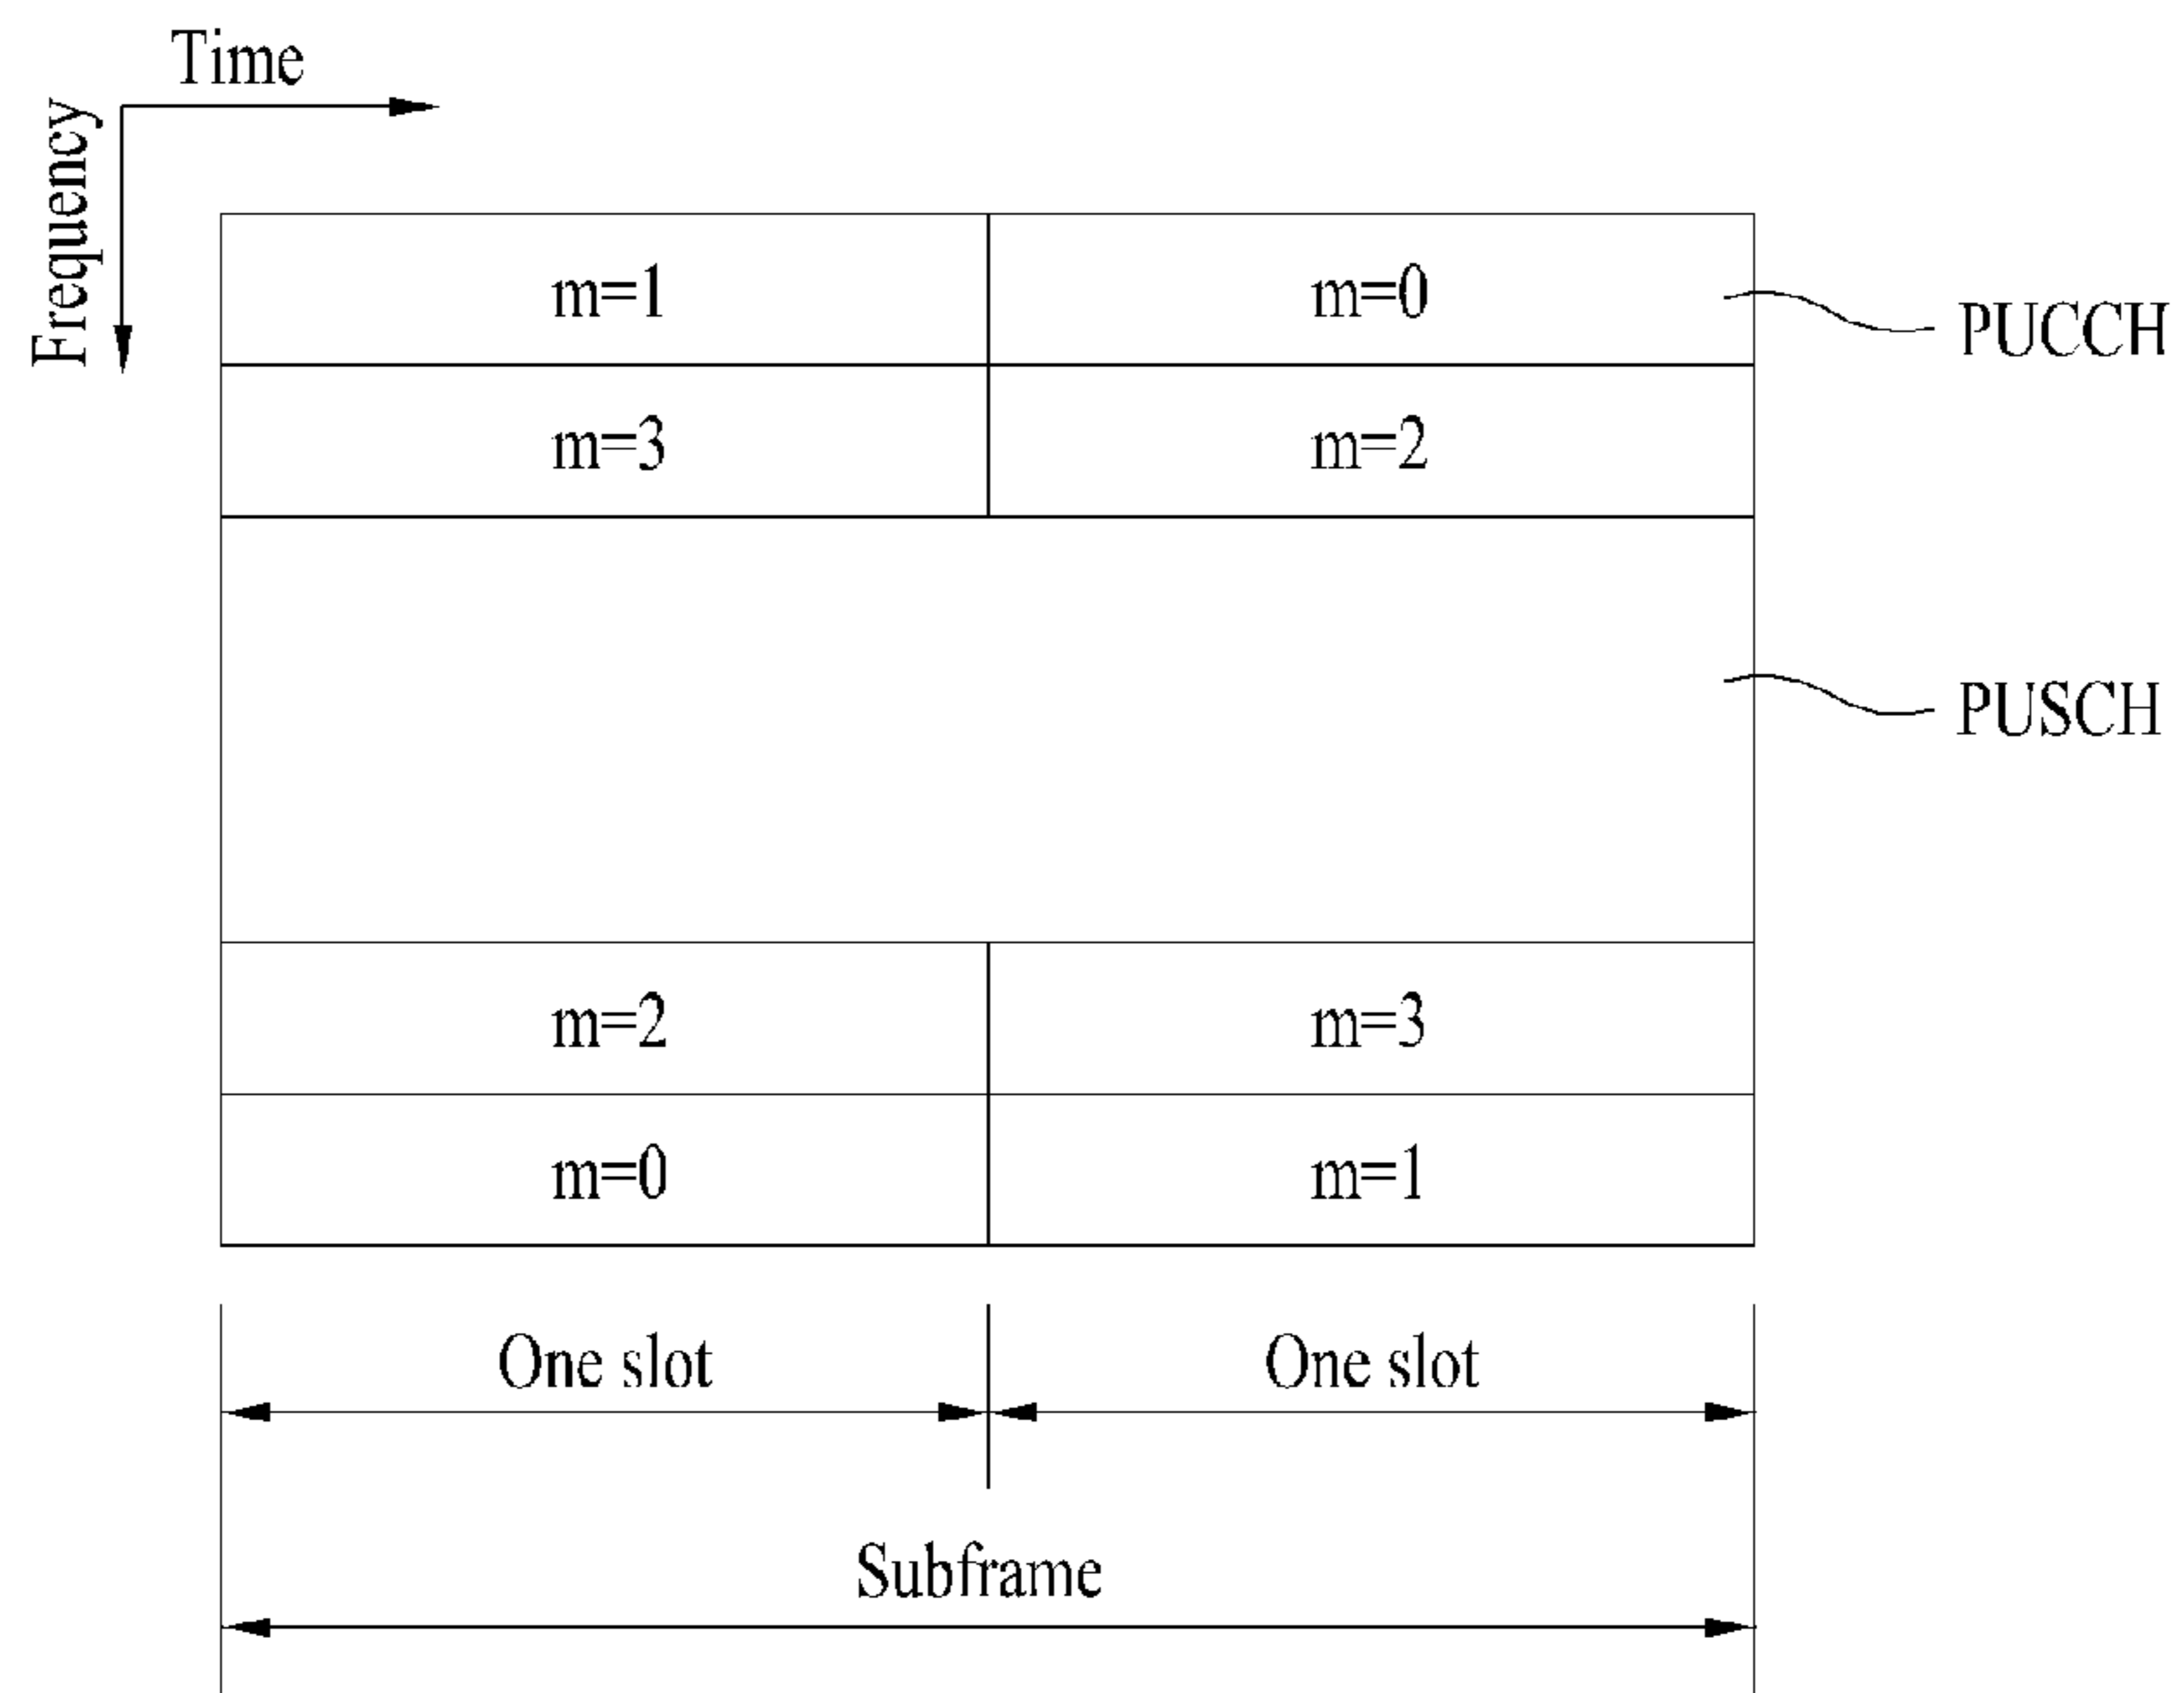 Time
Frequency
m=1 m=0
PUCCH
m=3 m=2
PUSCH
m=2 m=3
m=0 m=1
One slot One slot
Subframe